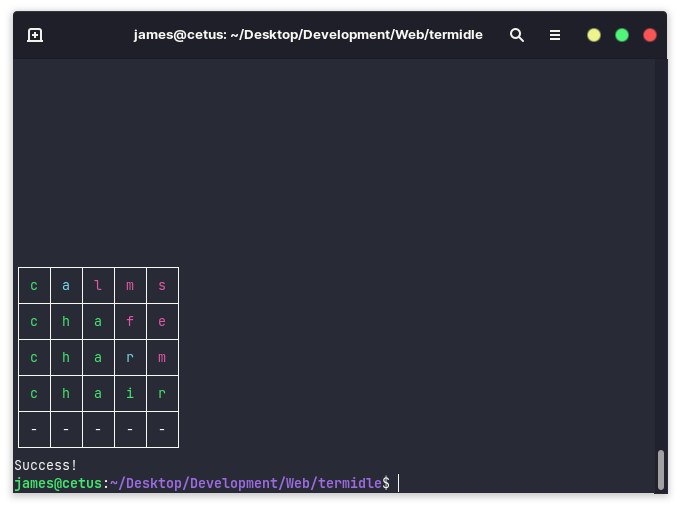 james@cetus: ~/Desktop/Development/Web/termidle
c a l m s
c h a f e
c h a r m
c h a i r
- - - - -
Success!
james@cetus:~/Desktop/Development/Web/termidle$